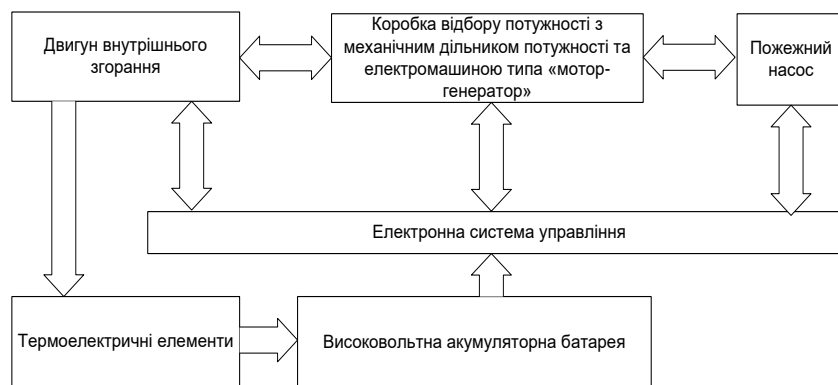 Двигун внутрішнього
згорання
Коробка відбору потужності з
механічним дільником потужності та
електромашиною типа «мотор-
генератор»
Пожежний
насос
Електронна система управління
Термоелектричні елементи
Високовольтна акумуляторна батарея